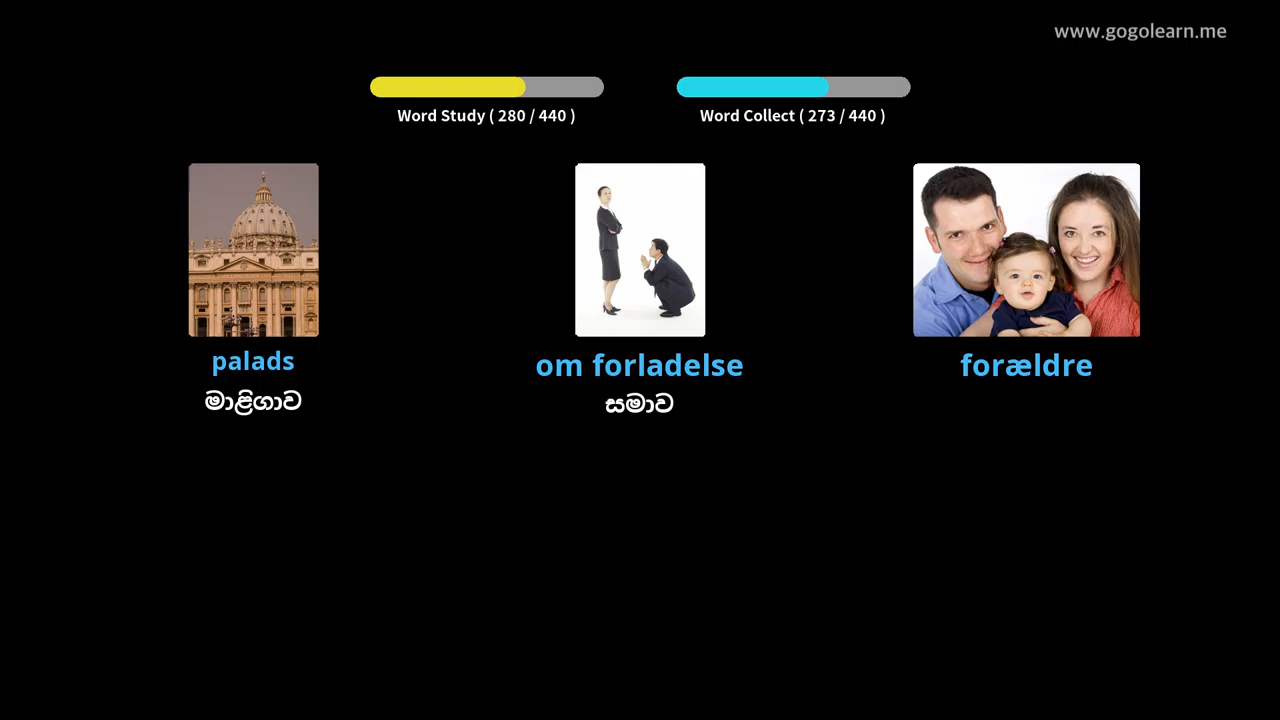 www.gogolearn.me
Word Study ( 280 / 440 )
Word Collect ( 273 / 440 )
palads
om forladelse
forældre
මාළිගාව
සමාව